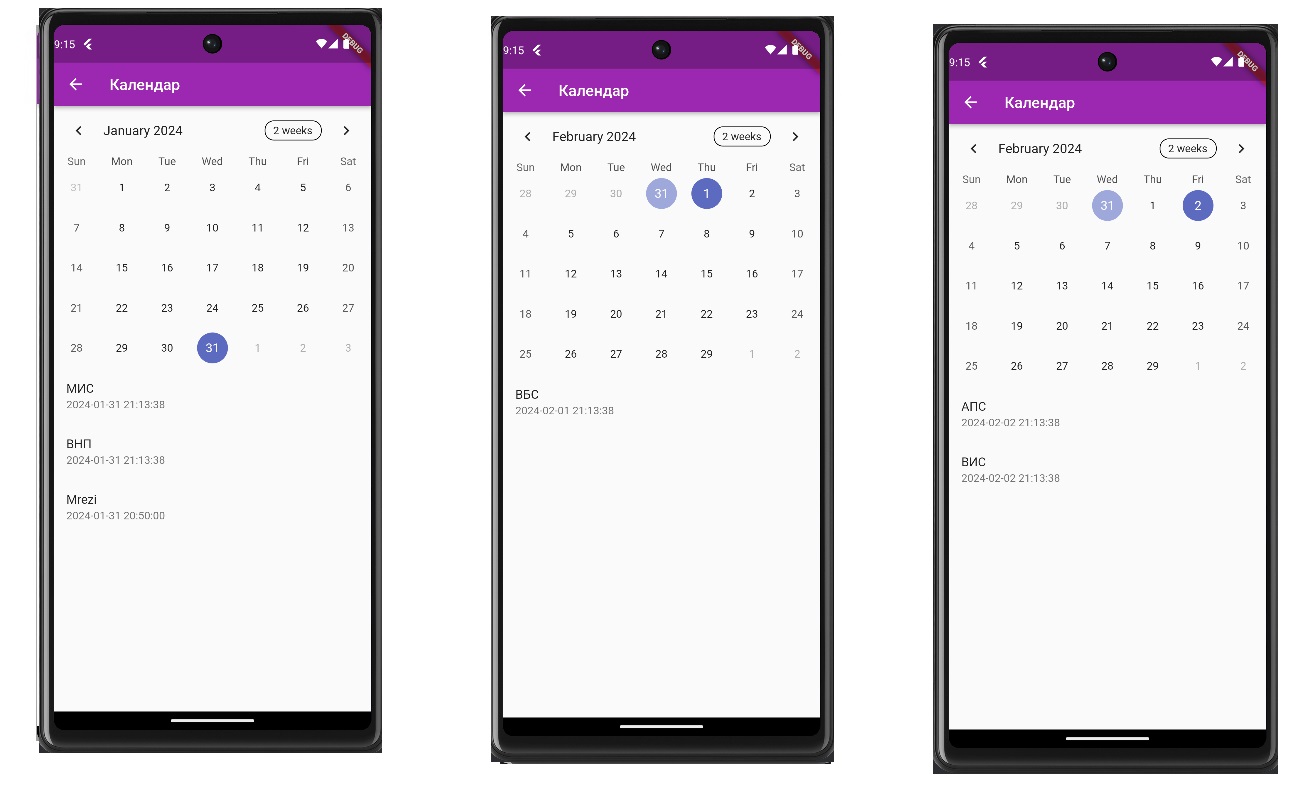 9:15
DEBUG
Календар
January 2024 2 weeks
Sun Mon Tue Wed Thu Fri Sat
31 1 2 3 4 5 6
7 8 9 10 11 12 13
14 15 16 17 18 19 20
21 22 23 24 25 26 27
28 29 30 31 1 2 3
МИС
2024-01-31 21:13:38
ВНП
2024-01-31 21:13:38
Mrezi
2024-01-31 20:50:00
9:15
DEBUG
Календар
February 2024 2 weeks
Sun Mon Tue Wed Thu Fri Sat
28 29 30 31 1 2 3
4 5 6 7 8 9 10
11 12 13 14 15 16 17
18 19 20 21 22 23 24
25 26 27 28 29 1 2
ВБС
2024-02-01 21:13:38
9:15
DEBUG
Календар
February 2024 2 weeks
Sun Mon Tue Wed Thu Fri Sat
28 29 30 31 1 2 3
4 5 6 7 8 9 10
11 12 13 14 15 16 17
18 19 20 21 22 23 24
25 26 27 28 29 1 2
АПС
2024-02-02 21:13:38
ВИС
2024-02-02 21:13:38